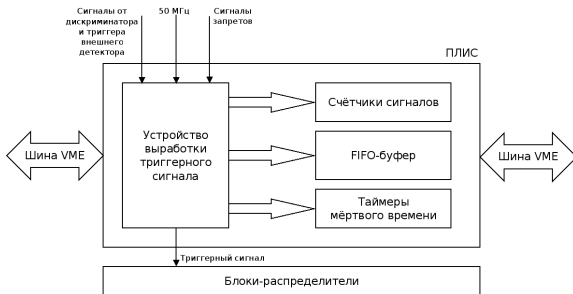 Сигналы от
дискриминатора
и триггера
внешнего
детектора
50 МГц
Сигналы
запретов
ПЛИС
Шина VME
Устройство
выработки
триггерного
сигнала
Счётчики сигналов
FIFO-буфер
Таймеры
мёртвого времени
Шина VME
Триггерный сигнал
Блоки-распределители